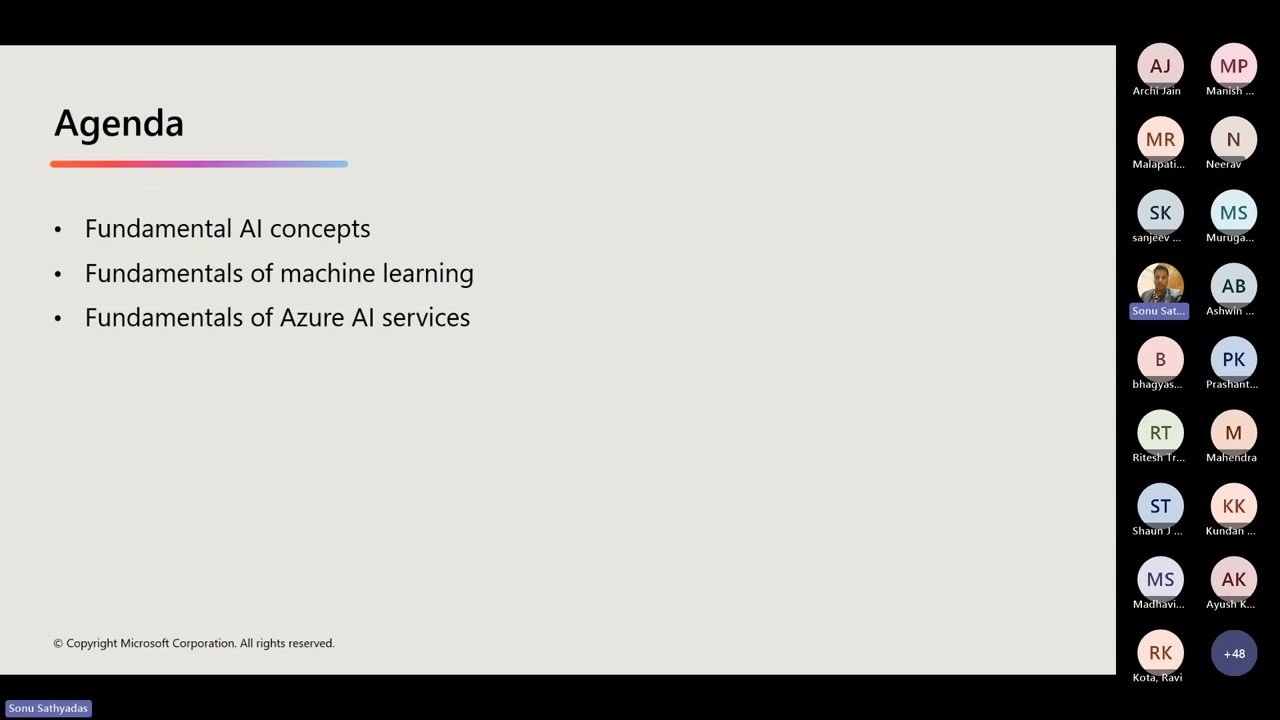 Agenda
• Fundamental AI concepts
• Fundamentals of machine learning
• Fundamentals of Azure AI services
© Copyright Microsoft Corporation. All rights reserved.
Sonu Sathyadas
AJ
Archi Jain
MP
Manish ...
MR
Malapati...
N
Neerav
SK
sanjeev ...
MS
Muruga...
Sonu Sat...
AB
Ashwin ...
B
bhagyas...
PK
Prashant...
RT
Ritesh Tr...
M
Mahendra
ST
Shaun J ...
KK
Kundan ...
MS
Madhavi...
AK
Ayush K...
RK
Kota, Ravi
+48